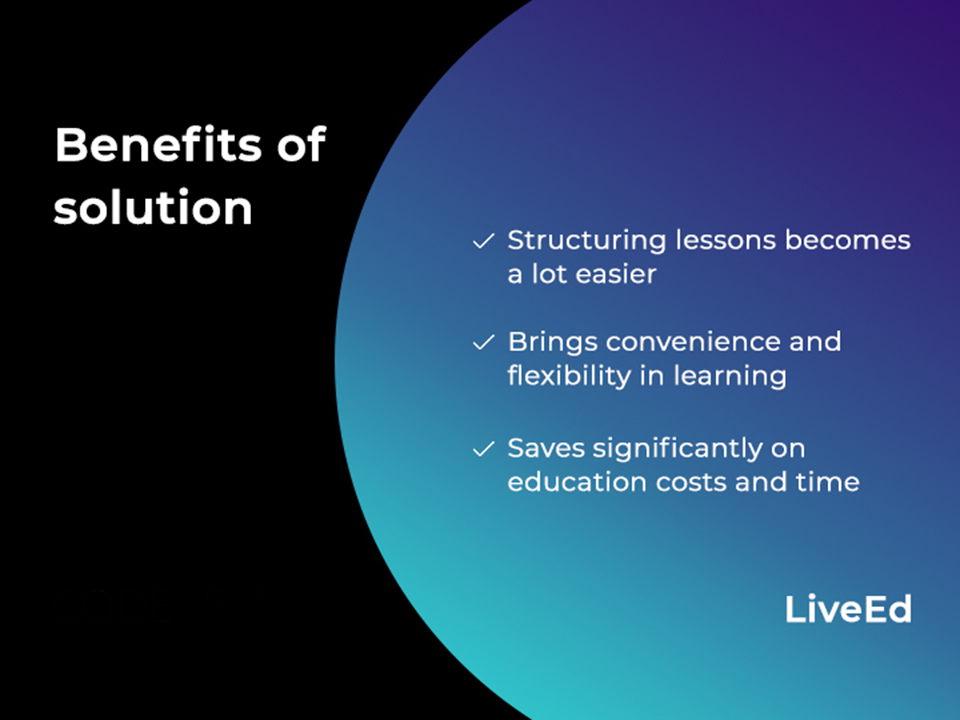 Benefits of
solution
Structuring lessons becomes
a lot easier
Brings convenience and
flexibility in learning
Saves significantly on
education costs and time
LiveEd